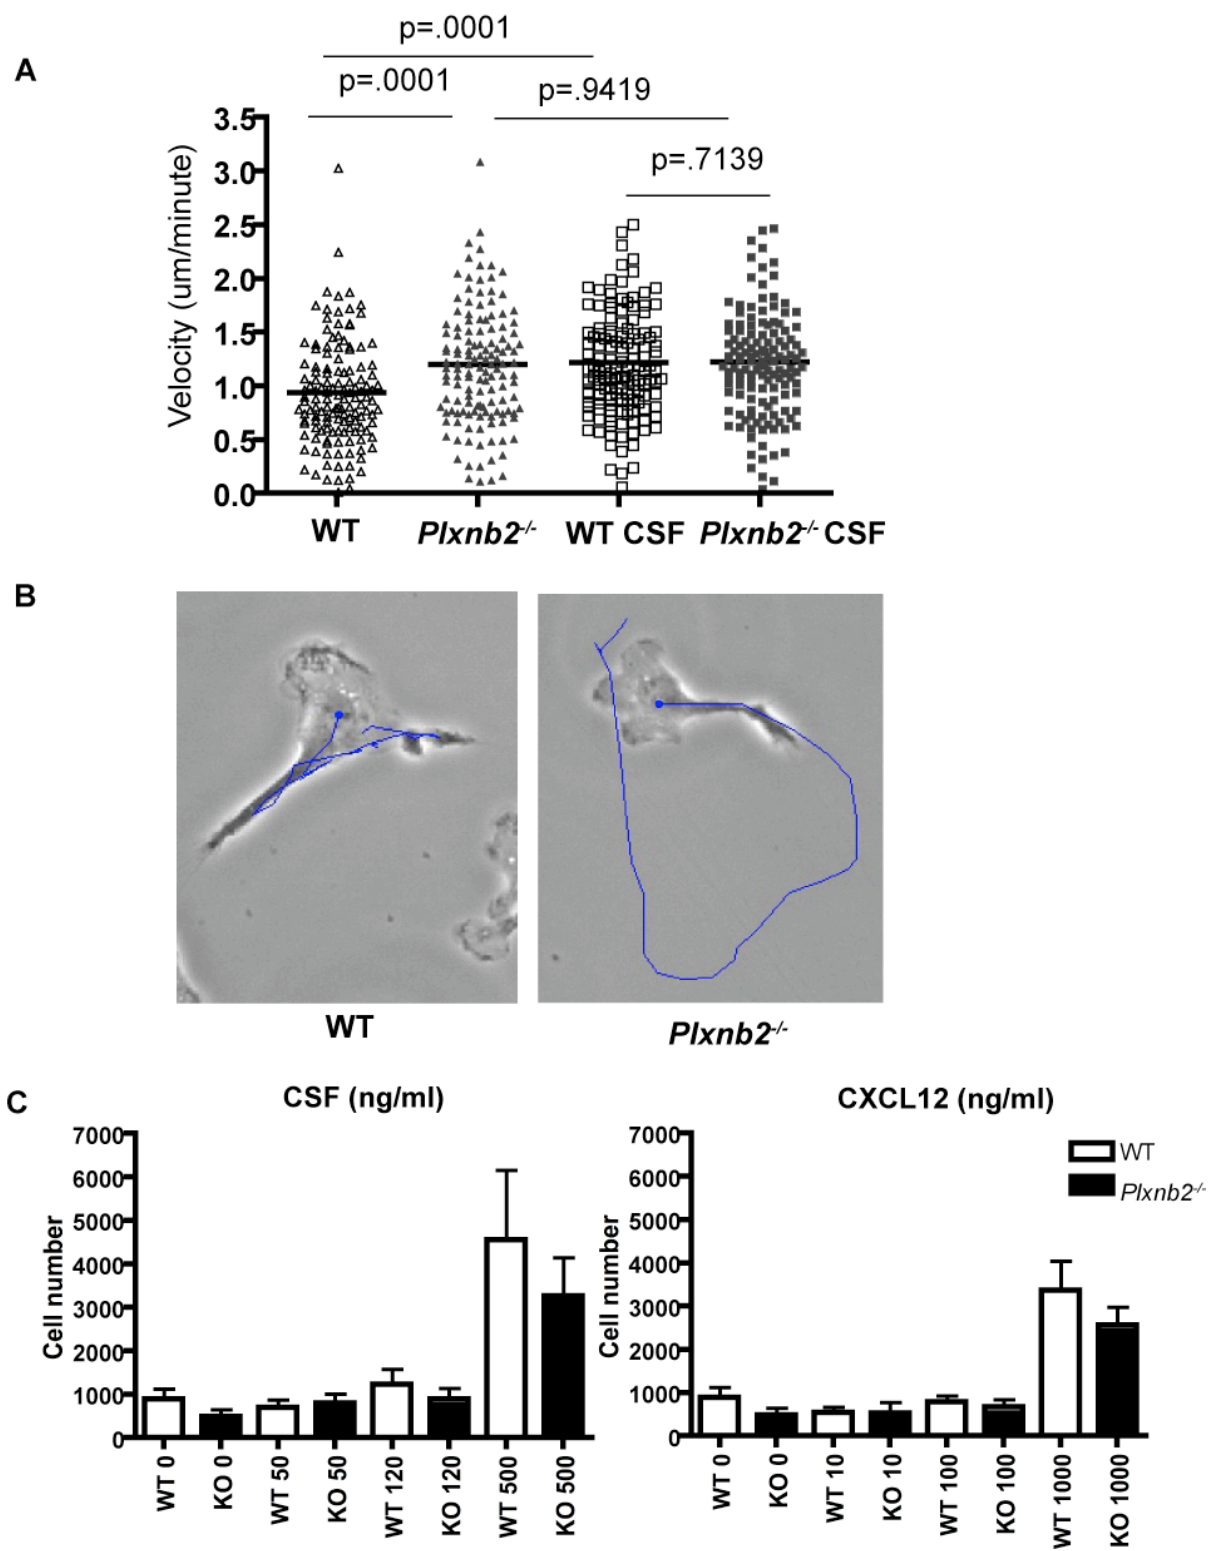 A
p=.0001
p=.0001
p=.9419
p=.7139
Velocity (um/minute)
3.5
3.0
2.5
2.0
1.5
1.0
0.5
0.0
WT
Plxnb2-/-
WT CSF
Plxnb2-/- CSF
B
WT
Plxnb2-/-
C
CSF (ng/ml)
Cell number
7000
6000
5000
4000
3000
2000
1000
0
WT 0
KO 0
WT 50
KO 50
WT 120
KO 120
WT 500
KO 500
CXCL12 (ng/ml)
Cell number
7000
6000
5000
4000
3000
2000
1000
0
WT 0
KO 0
WT 10
KO 10
WT 100
KO 100
WT 1000
KO 1000
WT
Plxnb2-/-